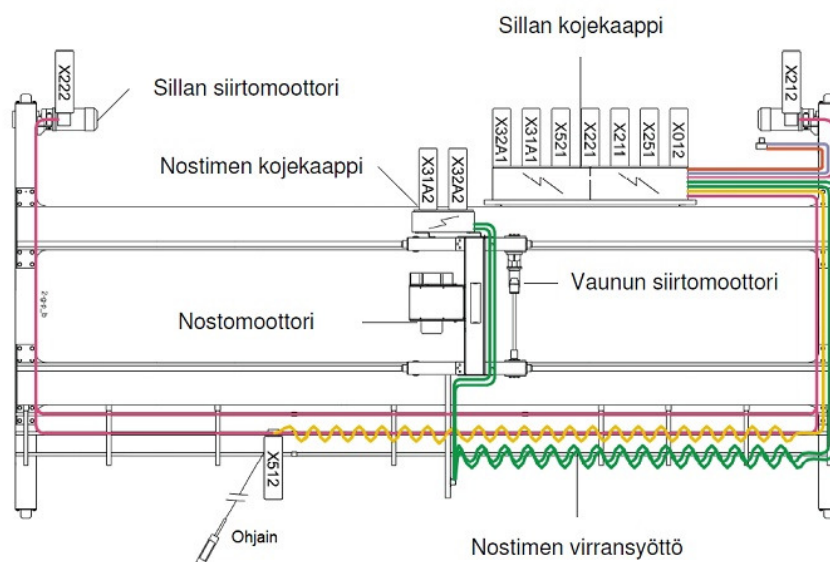 Sillan kojekaappi
X222
Sillan siirtomoottori
X212
Nostimen kojekaappi
X31A2
X32A2
X32A1
X31A1
X521
X221
X211
X251
X012
Vaunun siirtomoottori
Nostomoottori
X512
Ohjain
Nostimen virransyöttö